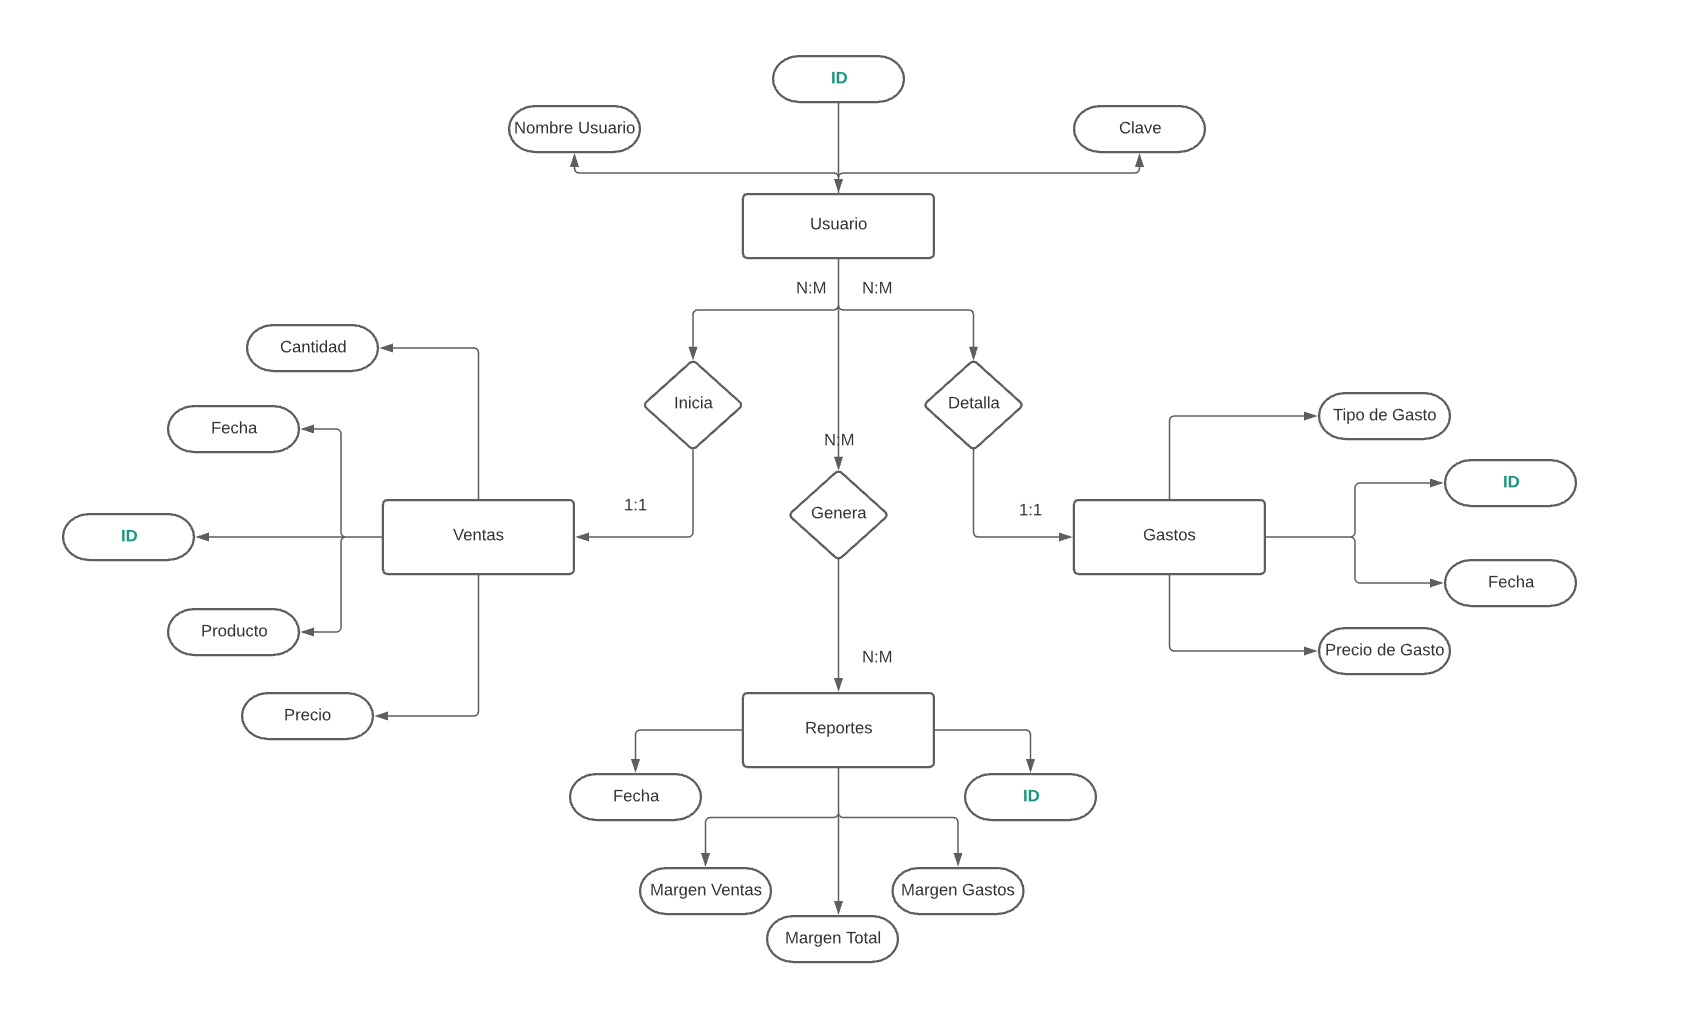 ID
Nombre Usuario
Clave
Usuario
N:M
N:M
Cantidad
Inicia
Detalla
Tipo de Gasto
Fecha
N:M
ID
1:1
1:1
Genera
ID
Ventas
Gastos
Fecha
Producto
Precio de Gasto
N:M
Precio
Reportes
Fecha
ID
Margen Ventas
Margen Gastos
Margen Total